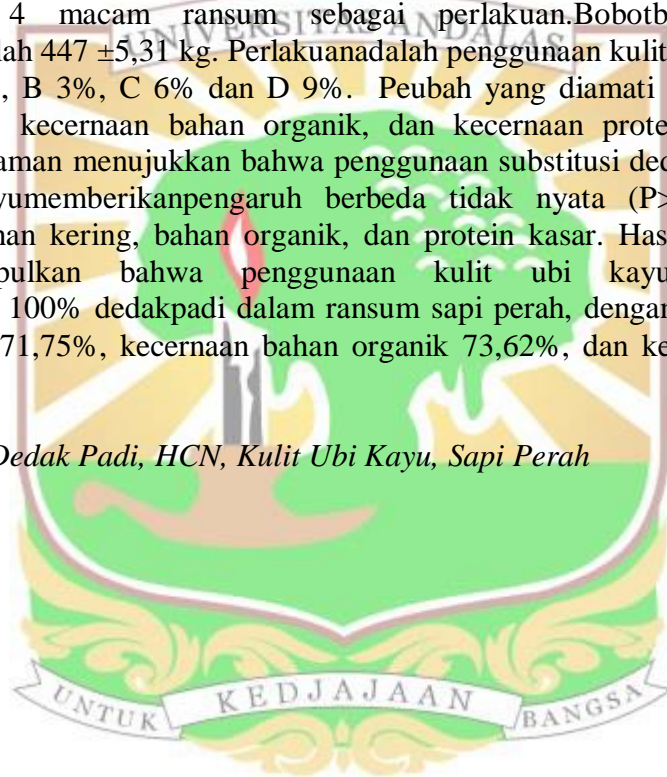 4 macam ransum sebagai perlakuan.Bobotb
UNIVERSITAS ANDALAS
lah 447 ±5,31 kg. Perlakuanadalah penggunaan kulit
, B 3%, C 6% dan D 9%. Peubah yang diamati
kecernaan bahan organik, dan kecernaan prote
aman menujukkan bahwa penggunaan substitusi ded
yumemberikanpengaruh berbeda tidak nyata (P>
han kering, bahan organik, dan protein kasar. Has
pulkan bahwa penggunaan kulit ubi kayu
100% dedakpadi dalam ransum sapi perah, dengan
71,75%, kecernaan bahan organik 73,62%, dan ke
Dedak Padi, HCN, Kulit Ubi Kayu, Sapi Perah
UNTUK KEDJAJAAN BANGSA